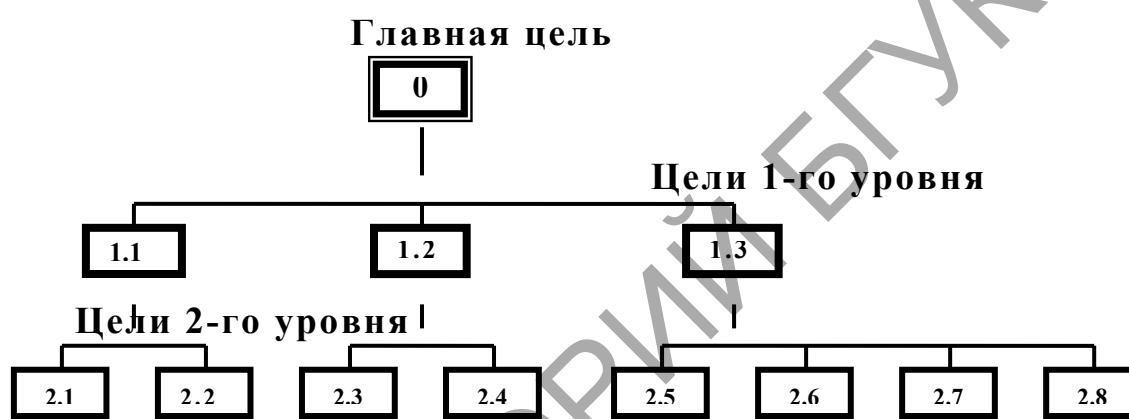 Главная цель
0
Цели 1-го уровня
1.1 1.2 1.3
Цели 2-го уровня
2.1 2.2 2.3 2.4 2.5 2.6 2.7 2.8